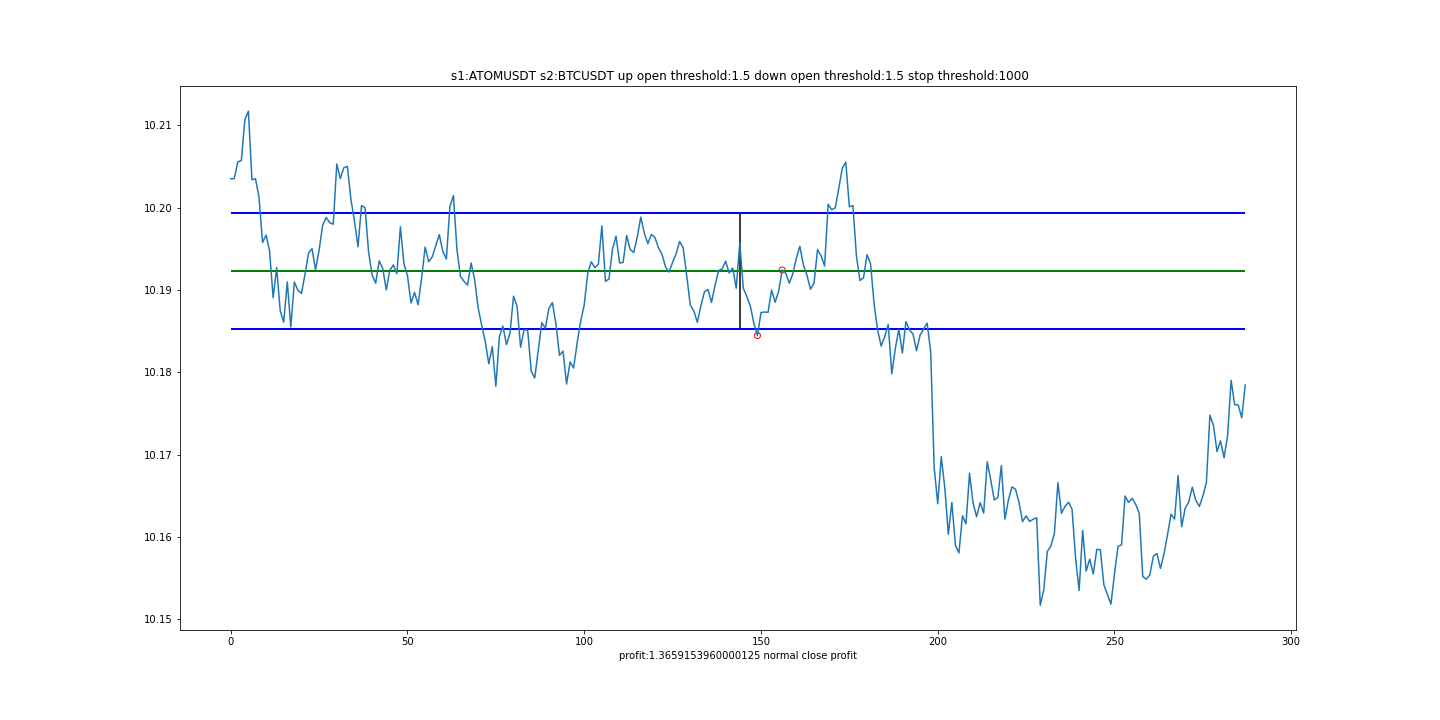 s1:ATOMUSDT s2:BTCUSDT up open threshold:1.5 down open threshold:1.5 stop threshold:1000
10.21
10.20
10.19
10.18
10.17
10.16
10.15
0 50 100 150 200 250 300
profit:1.3659153960000125 normal close profit